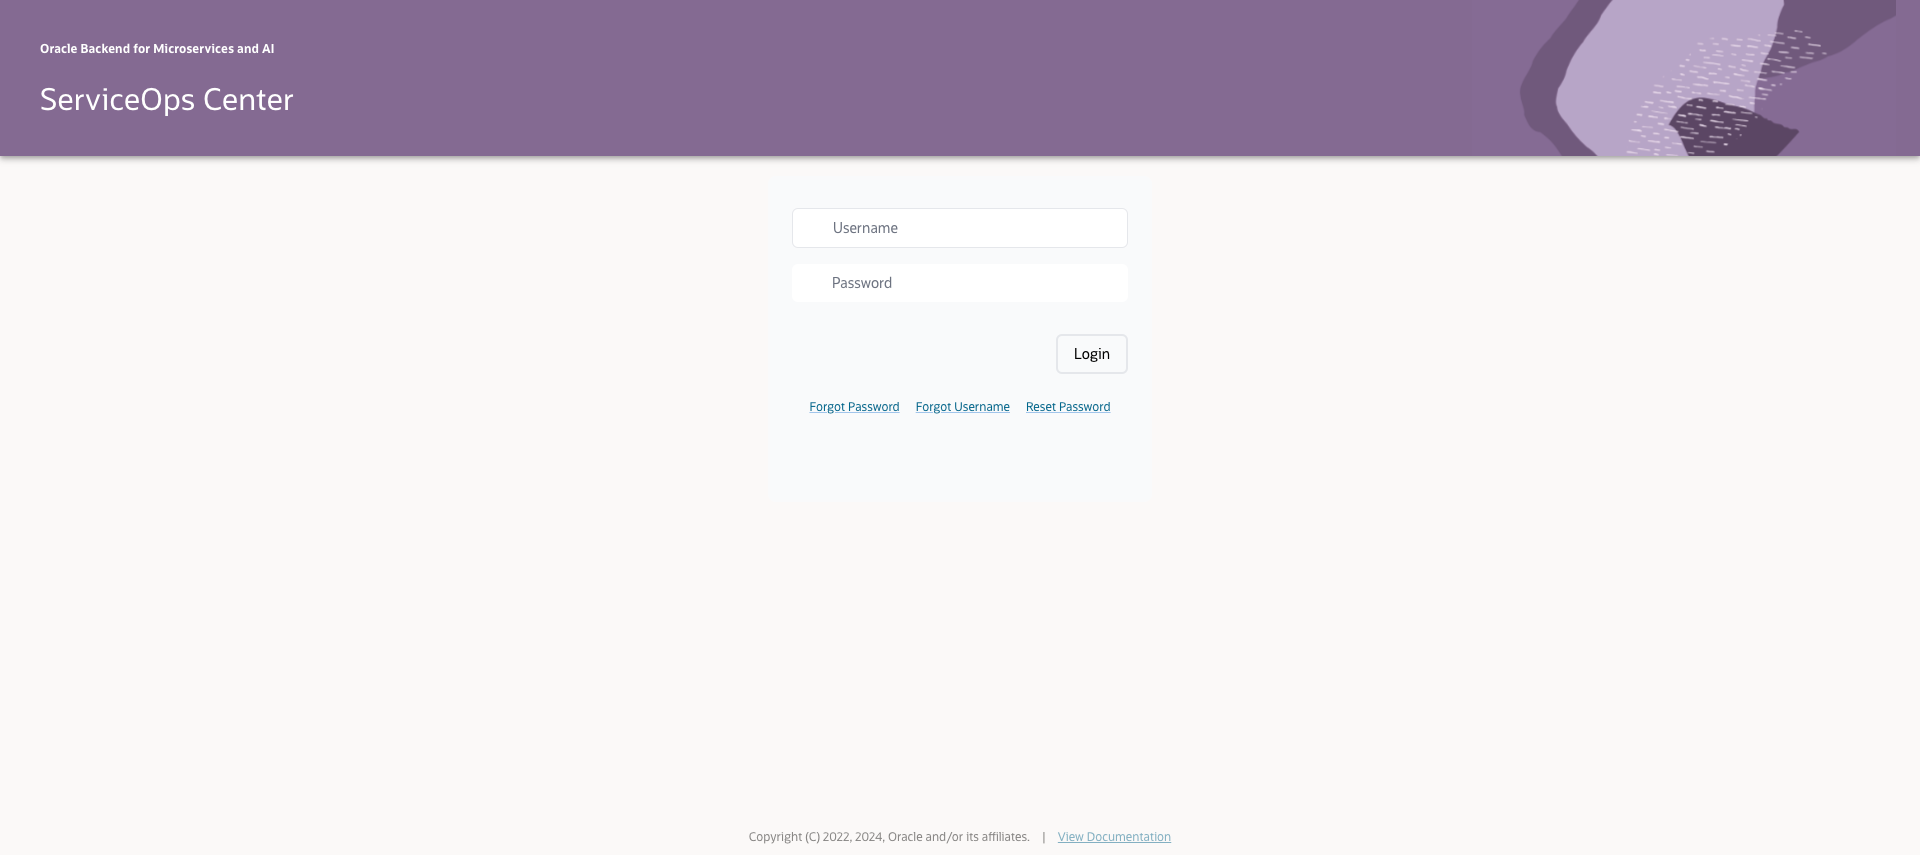 Oracle Backend for Microservices and AI
ServiceOps Center
Username
Password
Login
Forgot Password Forgot Username Reset Password
Copyright (C) 2022, 2024, Oracle and/or its affiliates. | View Documentation